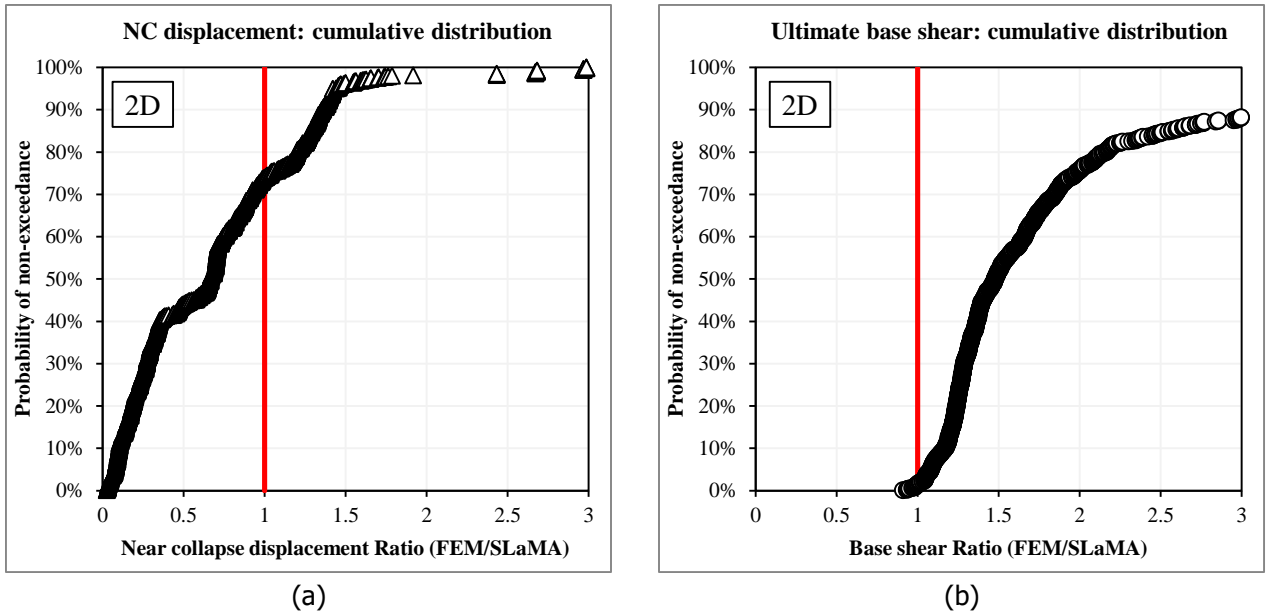 NC displacement: cumulative distribution
2D
Probability of non-exceedance
100%
90%
80%
70%
60%
50%
40%
30%
20%
10%
0%
0 0.5 1 1.5 2 2.5 3
Near collapse displacement Ratio (FEM/SLaMA)
(a)
Ultimate base shear: cumulative distribution
2D
Probability of non-exceedance
100%
90%
80%
70%
60%
50%
40%
30%
20%
10%
0%
0 0.5 1 1.5 2 2.5 3
Base shear Ratio (FEM/SLaMA)
(b)